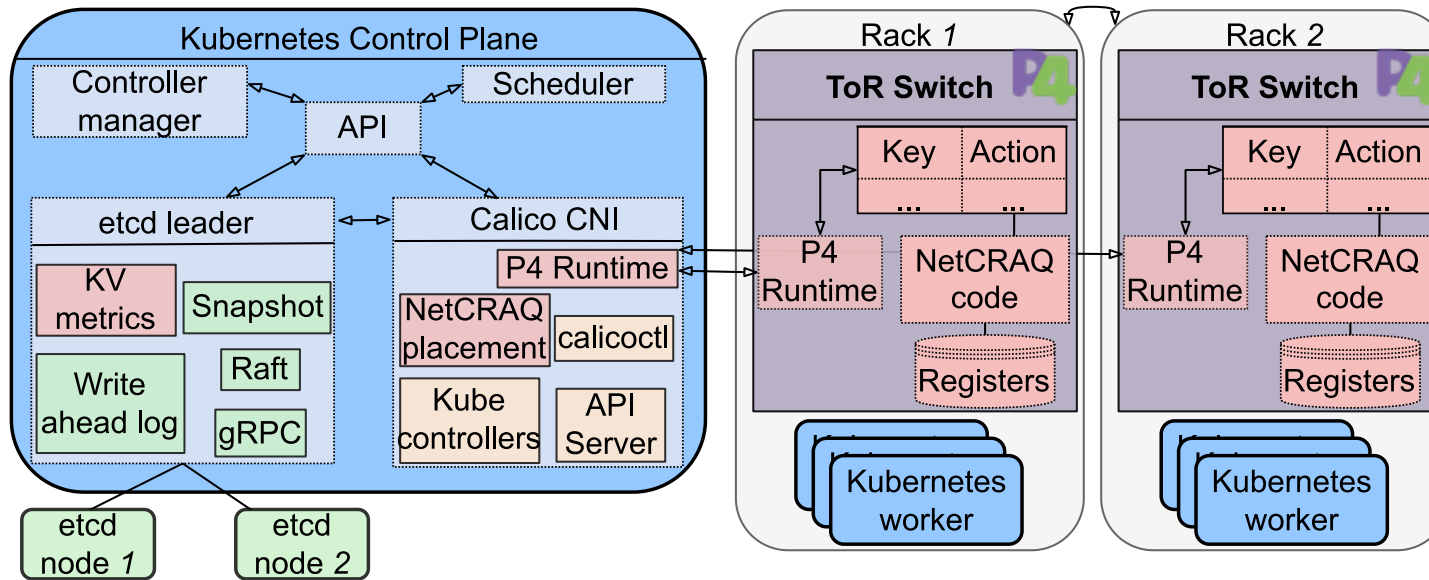 Kubernetes Control Plane
Controller
manager
Scheduler
API
etcd leader
KV
metrics
Snapshot
Write
ahead log
Raft
gRPC
Calico CNI
P4 Runtime
NetCRAQ
placement
calicoctl
Kube
controllers
API
Server
etcd
node 1
etcd
node 2
Rack 1
ToR Switch
P4
Key
Action
...
...
P4
Runtime
NetCRAQ
code
Registers
Kubernetes
worker
Rack 2
ToR Switch
P4
Key
Action
...
...
P4
Runtime
NetCRAQ
code
Registers
Kubernetes
worker